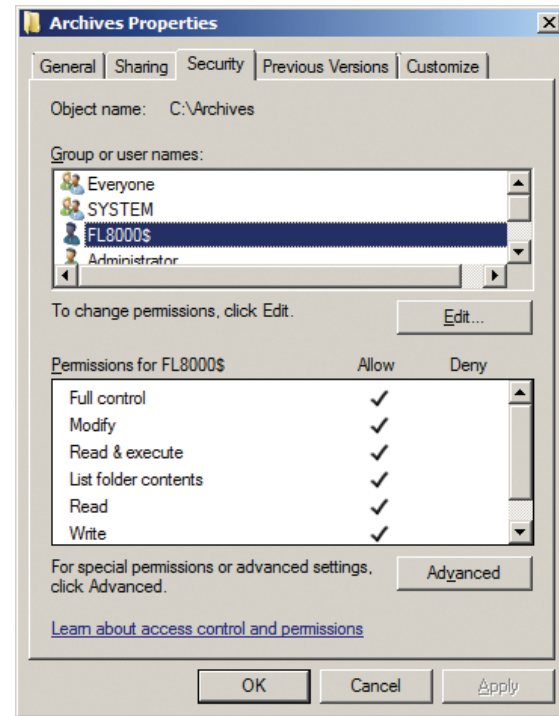 Archives Properties
General Sharing Security Previous Versions Customize
Object name: C:\Archives
Group or user names:
Everyone
SYSTEM
FL8000$
Administrator
To change permissions, click Edit.
Edit...
Permissions for FL8000$ Allow Deny
Full control
Modify
Read & execute
List folder contents
Read
Write
For special permissions or advanced settings,
click Advanced.
Advanced
Learn about access control and permissions
OK Cancel Apply